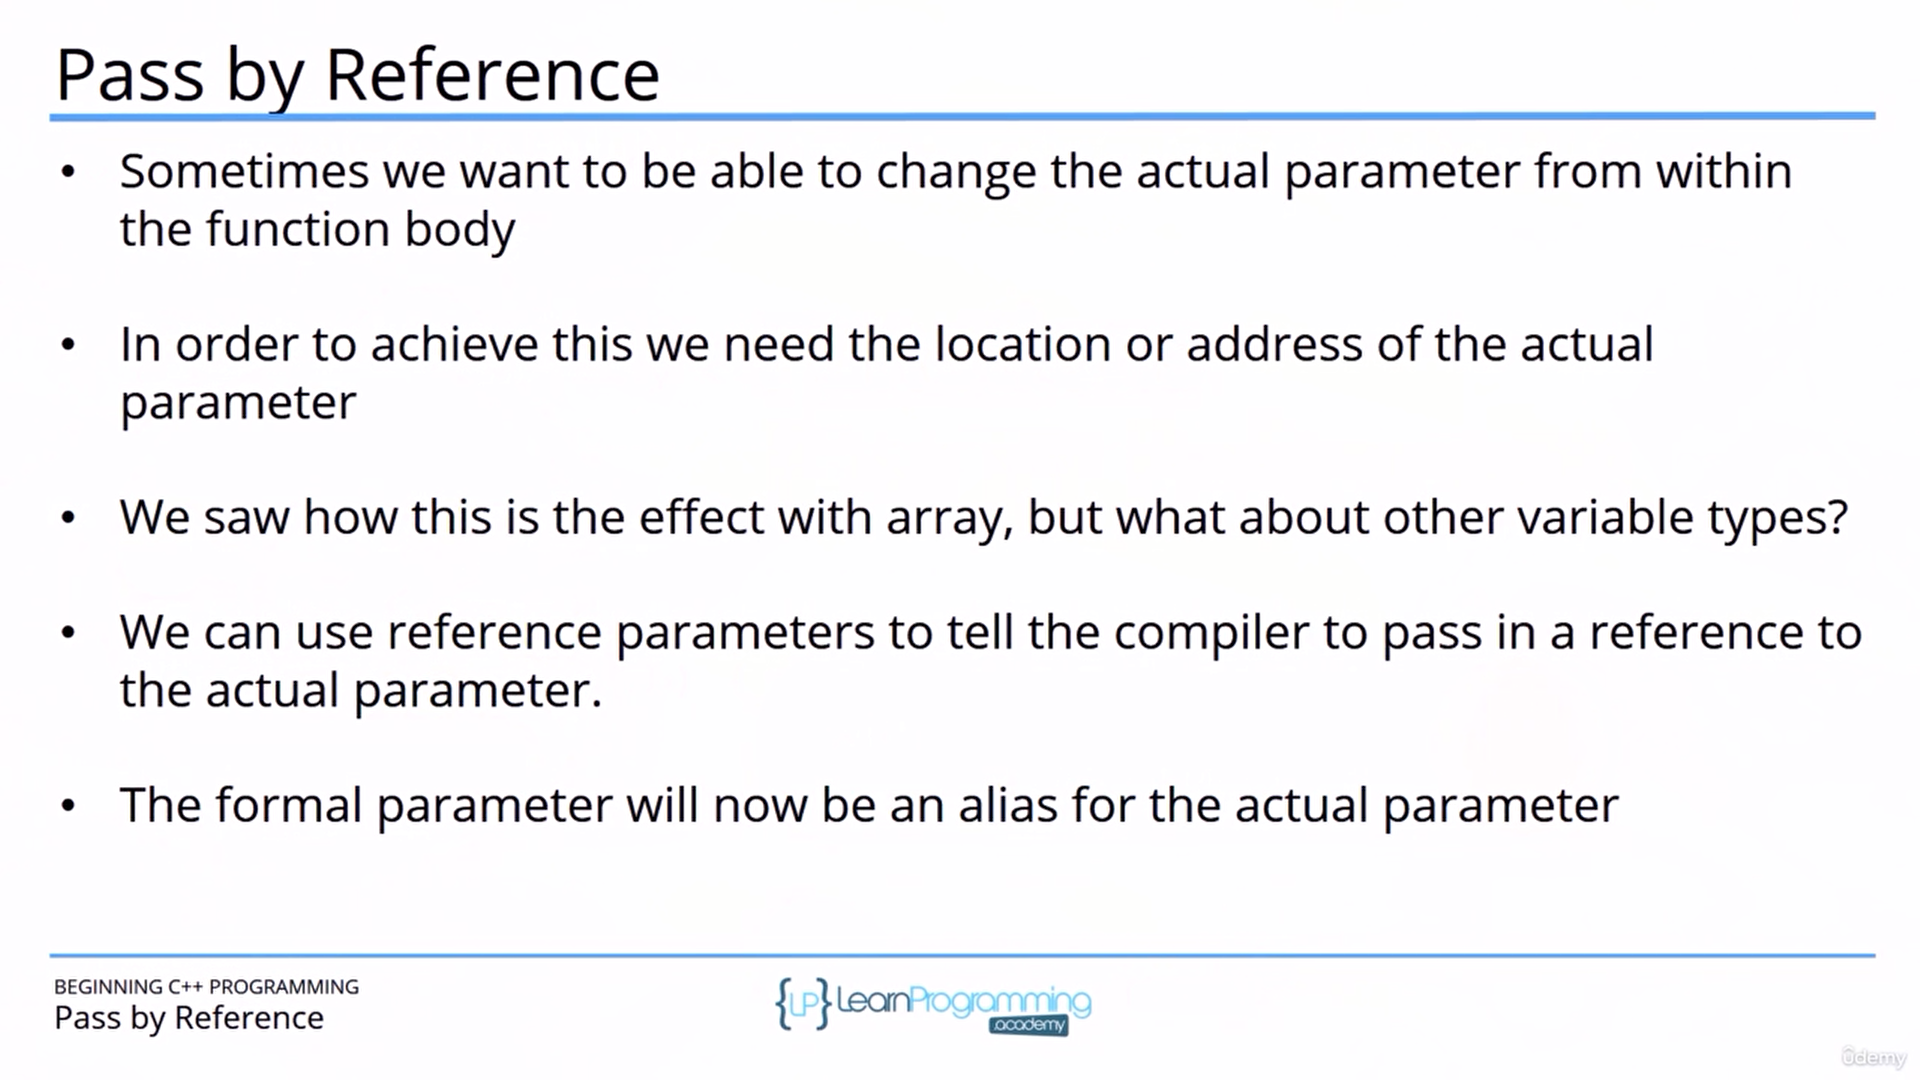 Pass by Reference
• Sometimes we want to be able to change the actual parameter from within
the function body
• In order to achieve this we need the location or address of the actual
parameter
• We saw how this is the effect with array, but what about other variable types?
• We can use reference parameters to tell the compiler to pass in a reference to
the actual parameter.
• The formal parameter will now be an alias for the actual parameter
BEGINNING C++ PROGRAMMING
Pass by Reference
{LP} LearnProgramming
.academy
ûdemy